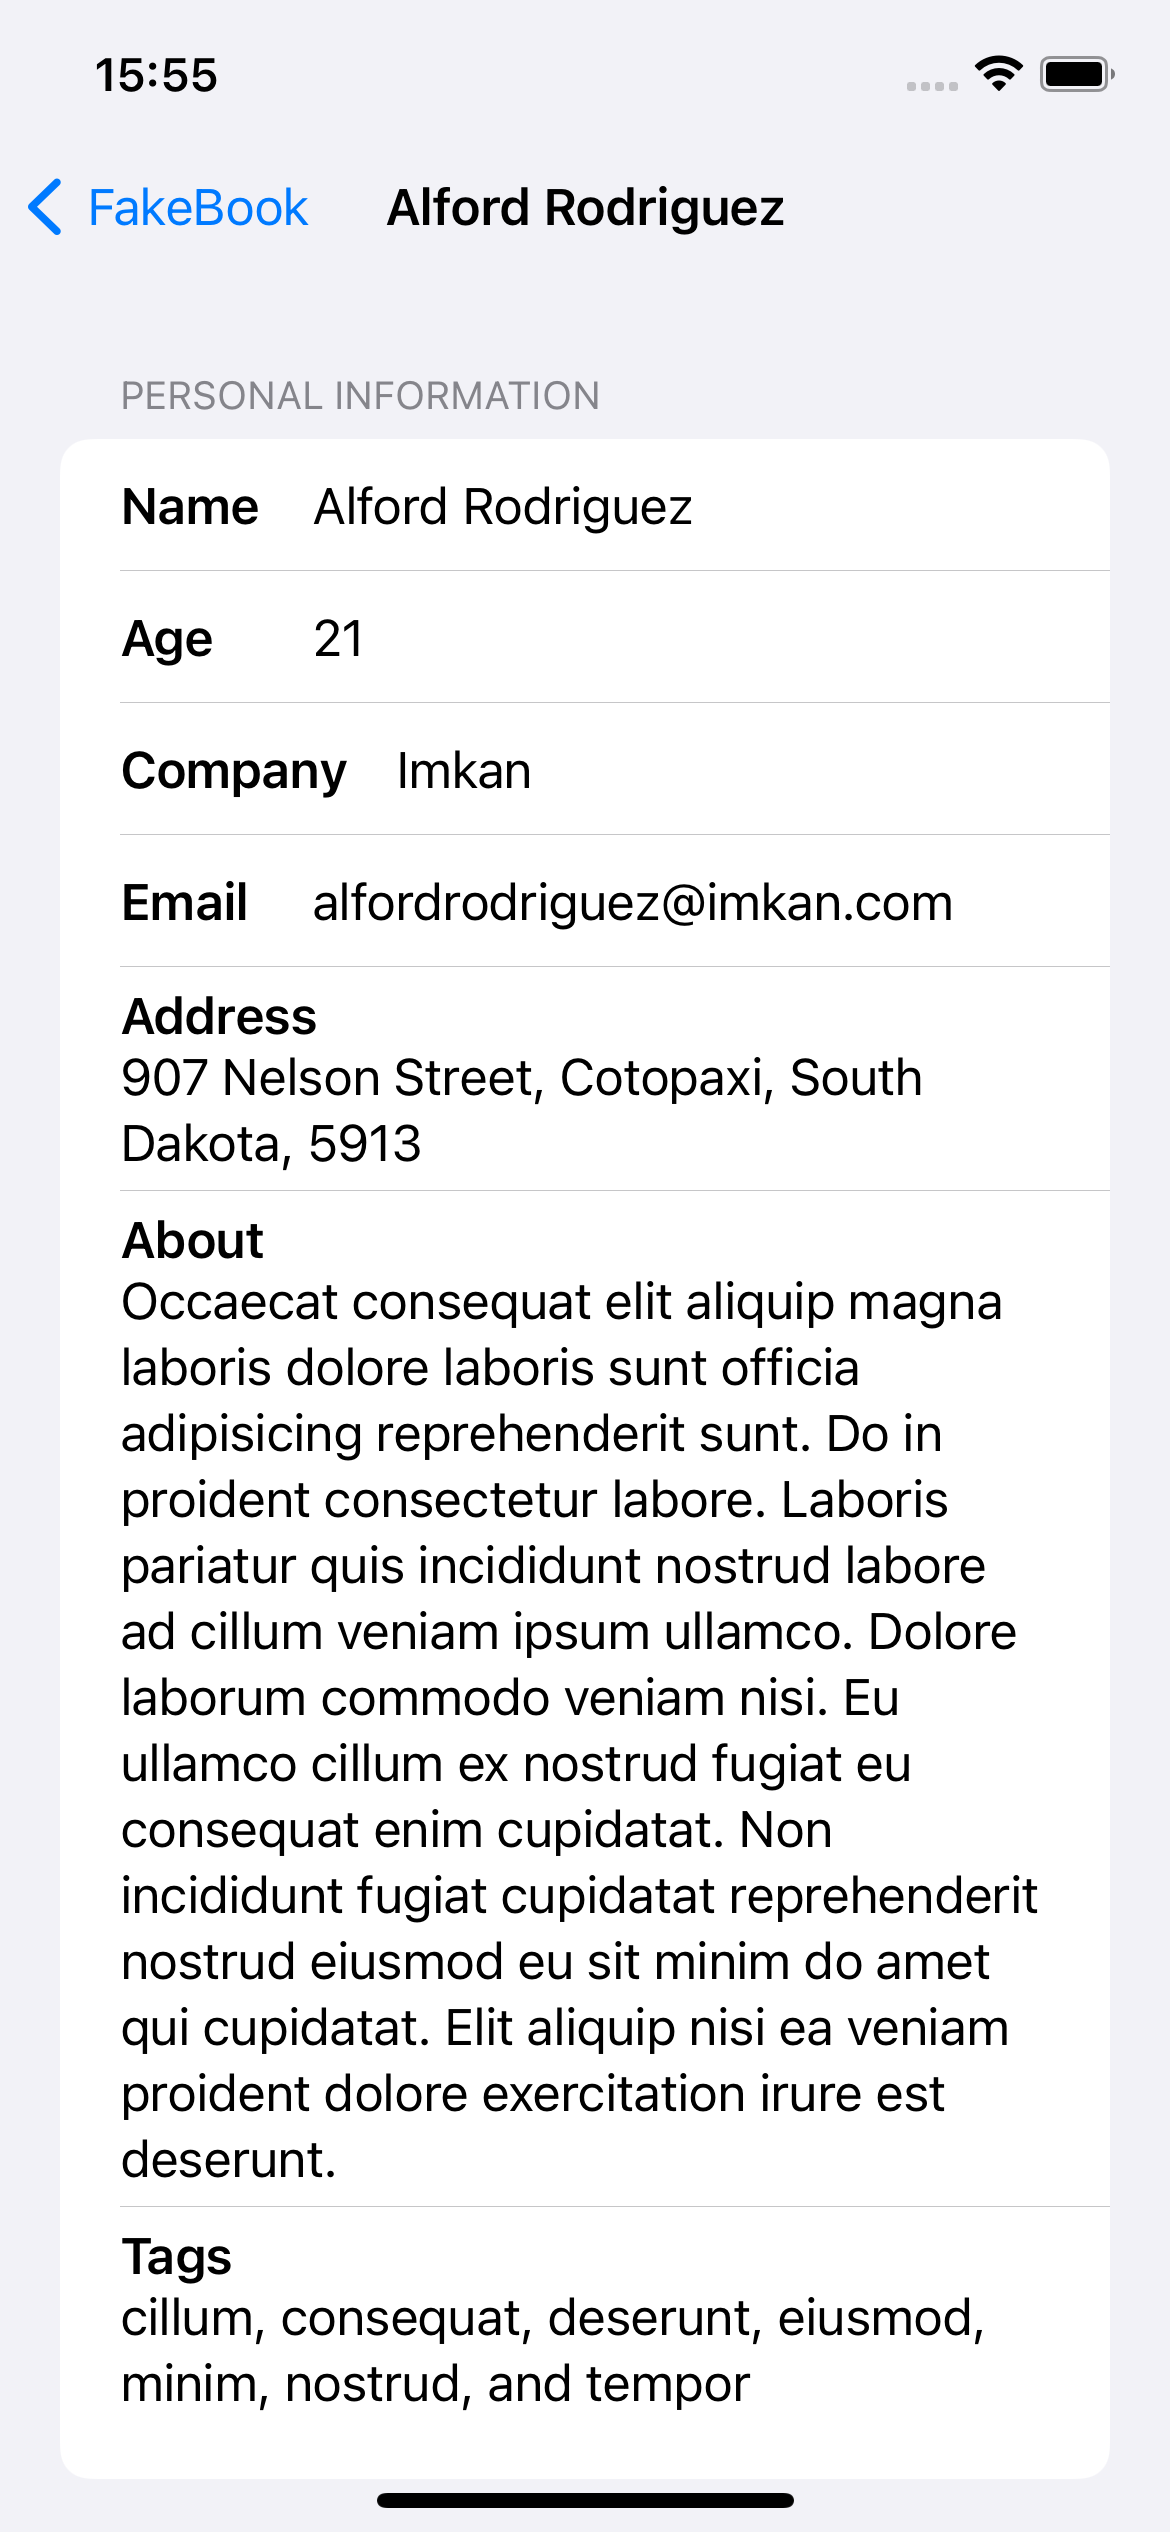 15:55
FakeBook
Alford Rodriguez
PERSONAL INFORMATION
Name Alford Rodriguez
Age 21
Company Imkan
Email alfordrodriguez@imkan.com
Address
907 Nelson Street, Cotopaxi, South
Dakota, 5913
About
Occaecat consequat elit aliquip magna
laboris dolore laboris sunt officia
adipisicing reprehenderit sunt. Do in
proident consectetur labore. Laboris
pariatur quis incididunt nostrud labore
ad cillum veniam ipsum ullamco. Dolore
laborum commodo veniam nisi. Eu
ullamco cillum ex nostrud fugiat eu
consequat enim cupidatat. Non
incididunt fugiat cupidatat reprehenderit
nostrud eiusmod eu sit minim do amet
qui cupidatat. Elit aliquip nisi ea veniam
proident dolore exercitation irure est
deserunt.
Tags
cillum, consequat, deserunt, eiusmod,
minim, nostrud, and tempor